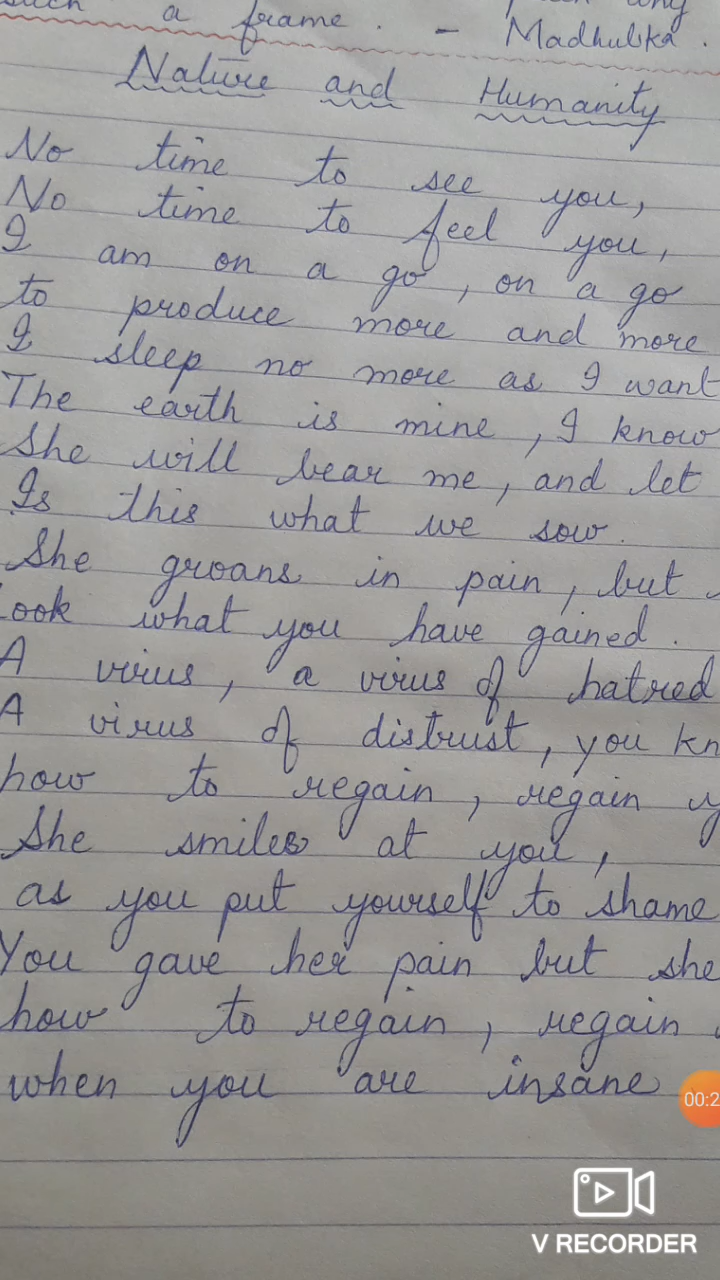 a frame. - Madhulika.
Nature and Humanity
No time to see you,
No time to feel you,
I am on a go, on a go
to produce more and more
I sleep no more as I want
The earth is mine, I know
She will bear me, and let
Is this what we sow.
She groans in pain, but
Look what you have gained.
A virus, a virus of hatred
A virus of distrust, you kn
how to regain, regain y
She smiles at you,
as you put yourself to shame
You gave her pain but she
how to regain, regain
when you are insane
00:2
V RECORDER